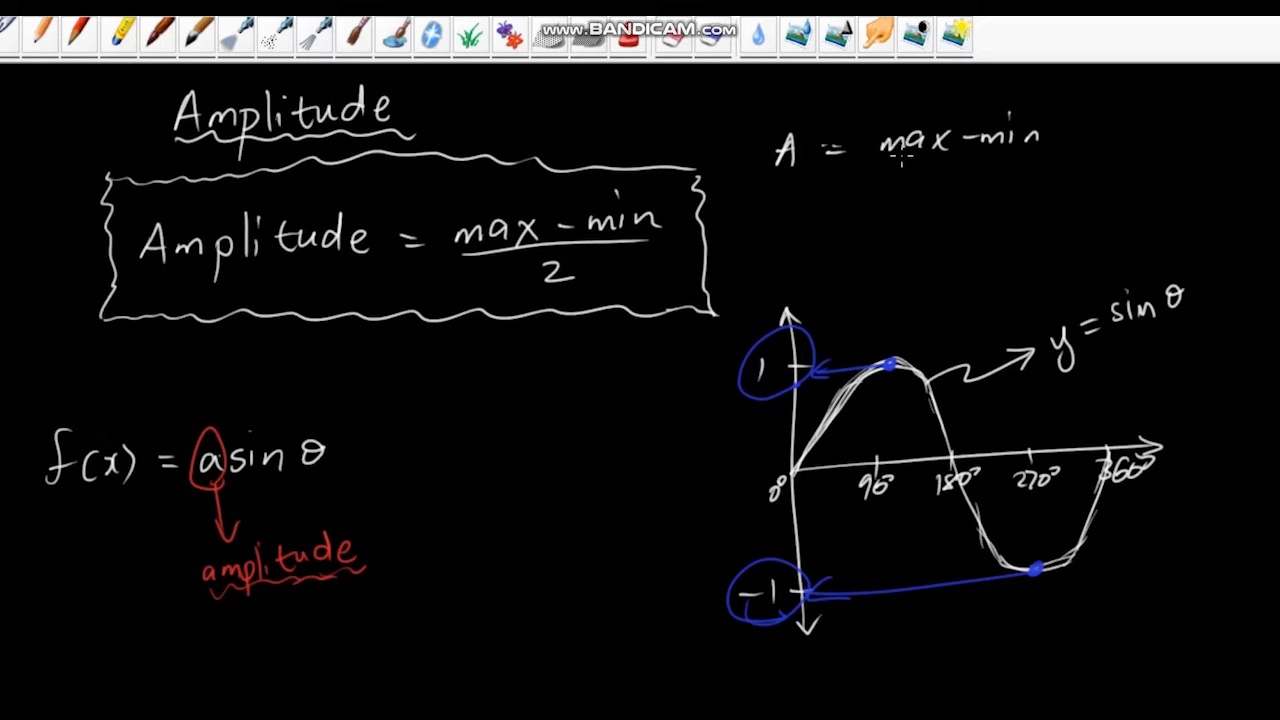 WWW.BANDICAM.COM
Amplitude
A = max - min
Amplitude = max - min
2
y = sin θ
1
f(x) = a sin θ
0° 90° 180° 270° 360°
amplitude
-1